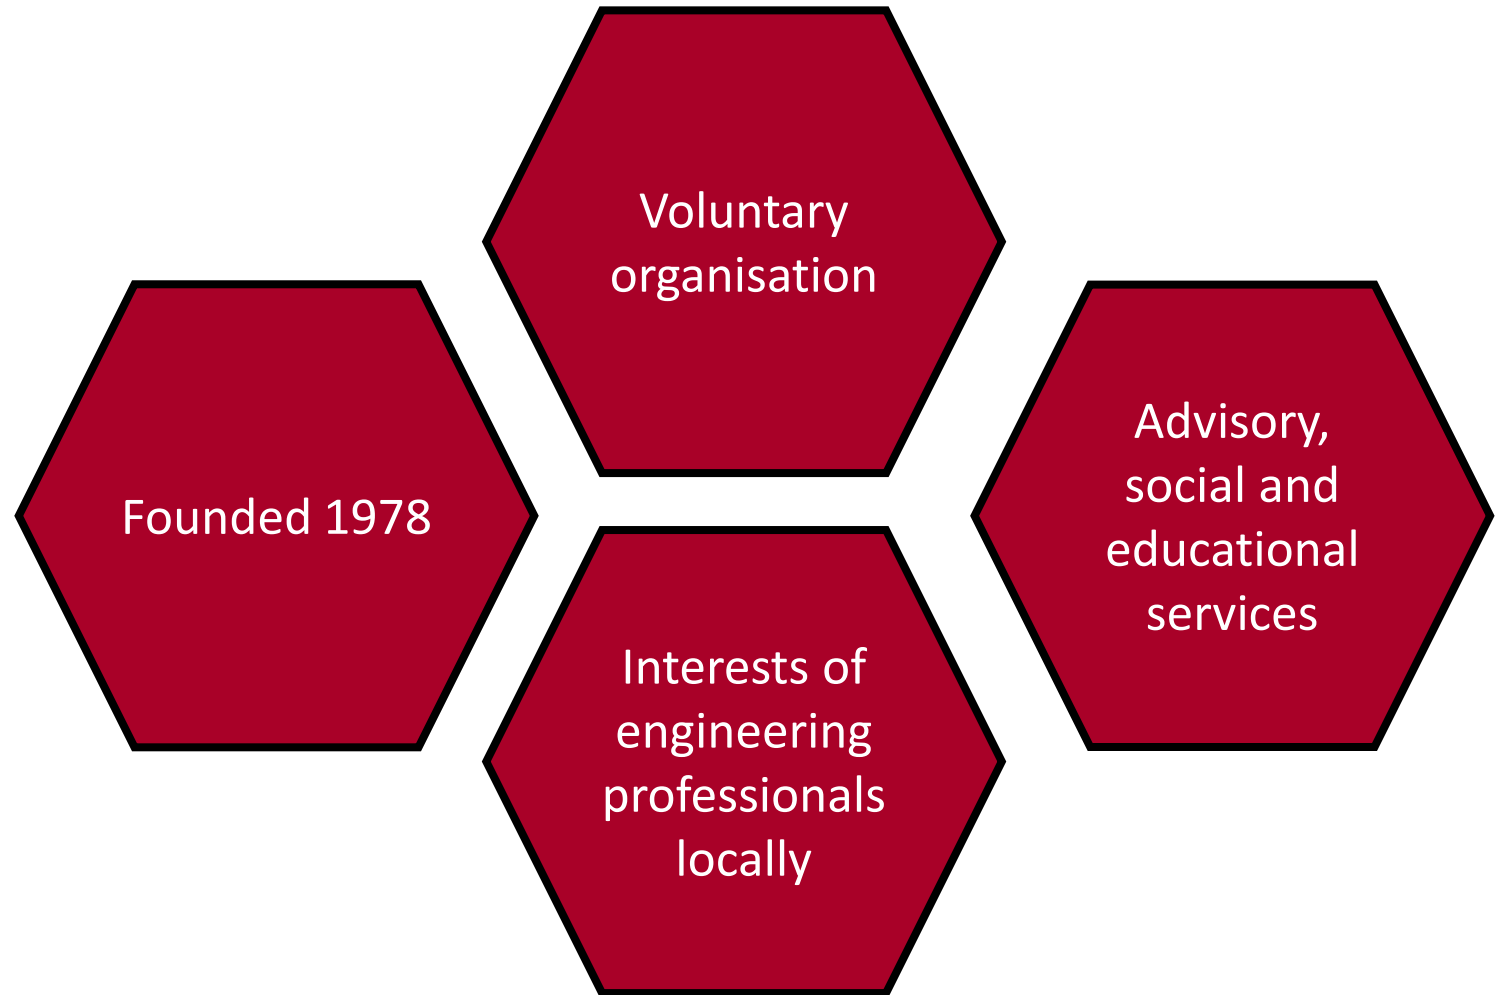 Founded 1978
Voluntary
organisation
Interests of
engineering
professionals
locally
Advisory,
social and
educational
services